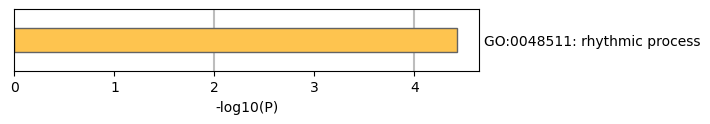 GO:0048511: rhythmic process
0 1 2 3 4
-log10(P)